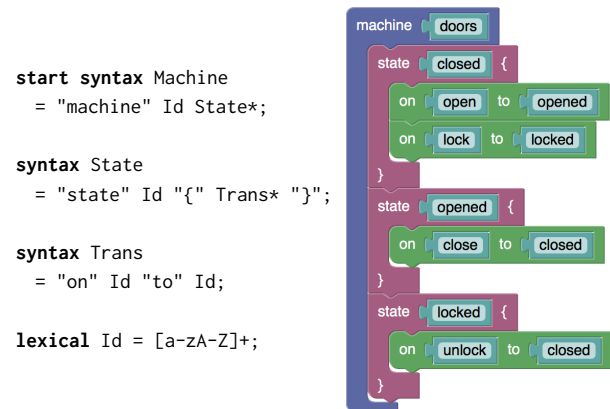 start syntax Machine
= "machine" Id State*;
syntax State
= "state" Id "{" Trans* "}";
syntax Trans
= "on" Id "to" Id;
lexical Id = [a-zA-Z]+;
machine doors
state closed {
on open to opened
on lock to locked
}
state opened {
on close to closed
}
state locked {
on unlock to closed
}